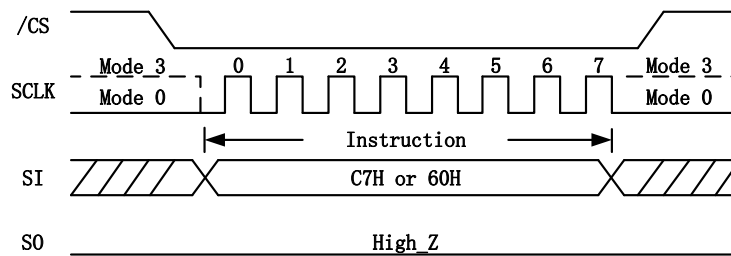 /CS
Mode 3 0 1 2 3 4 5 6 7 Mode 3
SCLK Mode 0 Mode 0
Instruction
SI C7H or 60H
SO High_Z